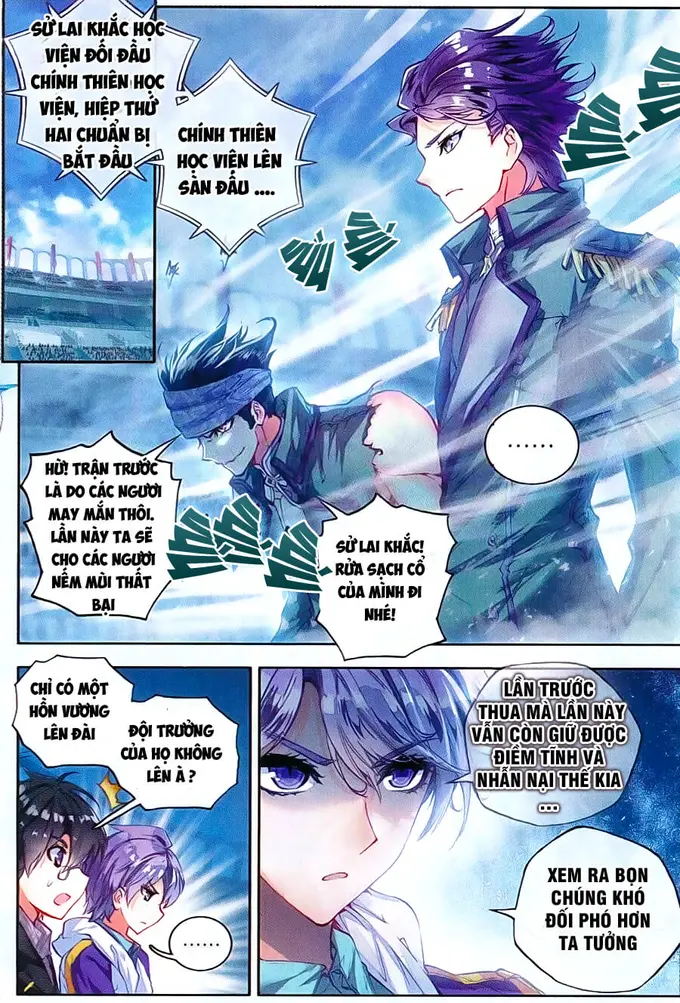 SỬ LAI KHẮC HỌC
VIỆN ĐỐI ĐẦU
CHÍNH THIÊN HỌC
VIỆN, HIỆP THỨ
HAI CHUẨN BỊ
BẮT ĐẦU
CHÍNH THIÊN
HỌC VIỆN LÊN
SÀN ĐẤU ....
......
HỪ! TRẬN TRƯỚC
LÀ DO CÁC NGƯƠI
MAY MẮN THÔI.
LẦN NÀY TA SẼ
CHO CÁC NGƯƠI
NẾM MÙI THẤT
BẠI
SỬ LAI KHẮC!
RỬA SẠCH CỔ
CỦA MÌNH ĐI
NHÉ!
CHỈ CÓ MỘT
HỒN VƯƠNG
LÊN ĐÀI
ĐỘI TRƯỞNG
CỦA HỌ KHÔNG
LÊN À ?
......
LẦN TRƯỚC
THUA MÀ LẦN NÀY
VẪN CÒN GIỮ ĐƯỢC
ĐIỀM TĨNH VÀ
NHẪN NẠI THẾ KIA
...
XEM RA BỌN
CHÚNG KHÓ
ĐỐI PHÓ HƠN
TA TƯỞNG